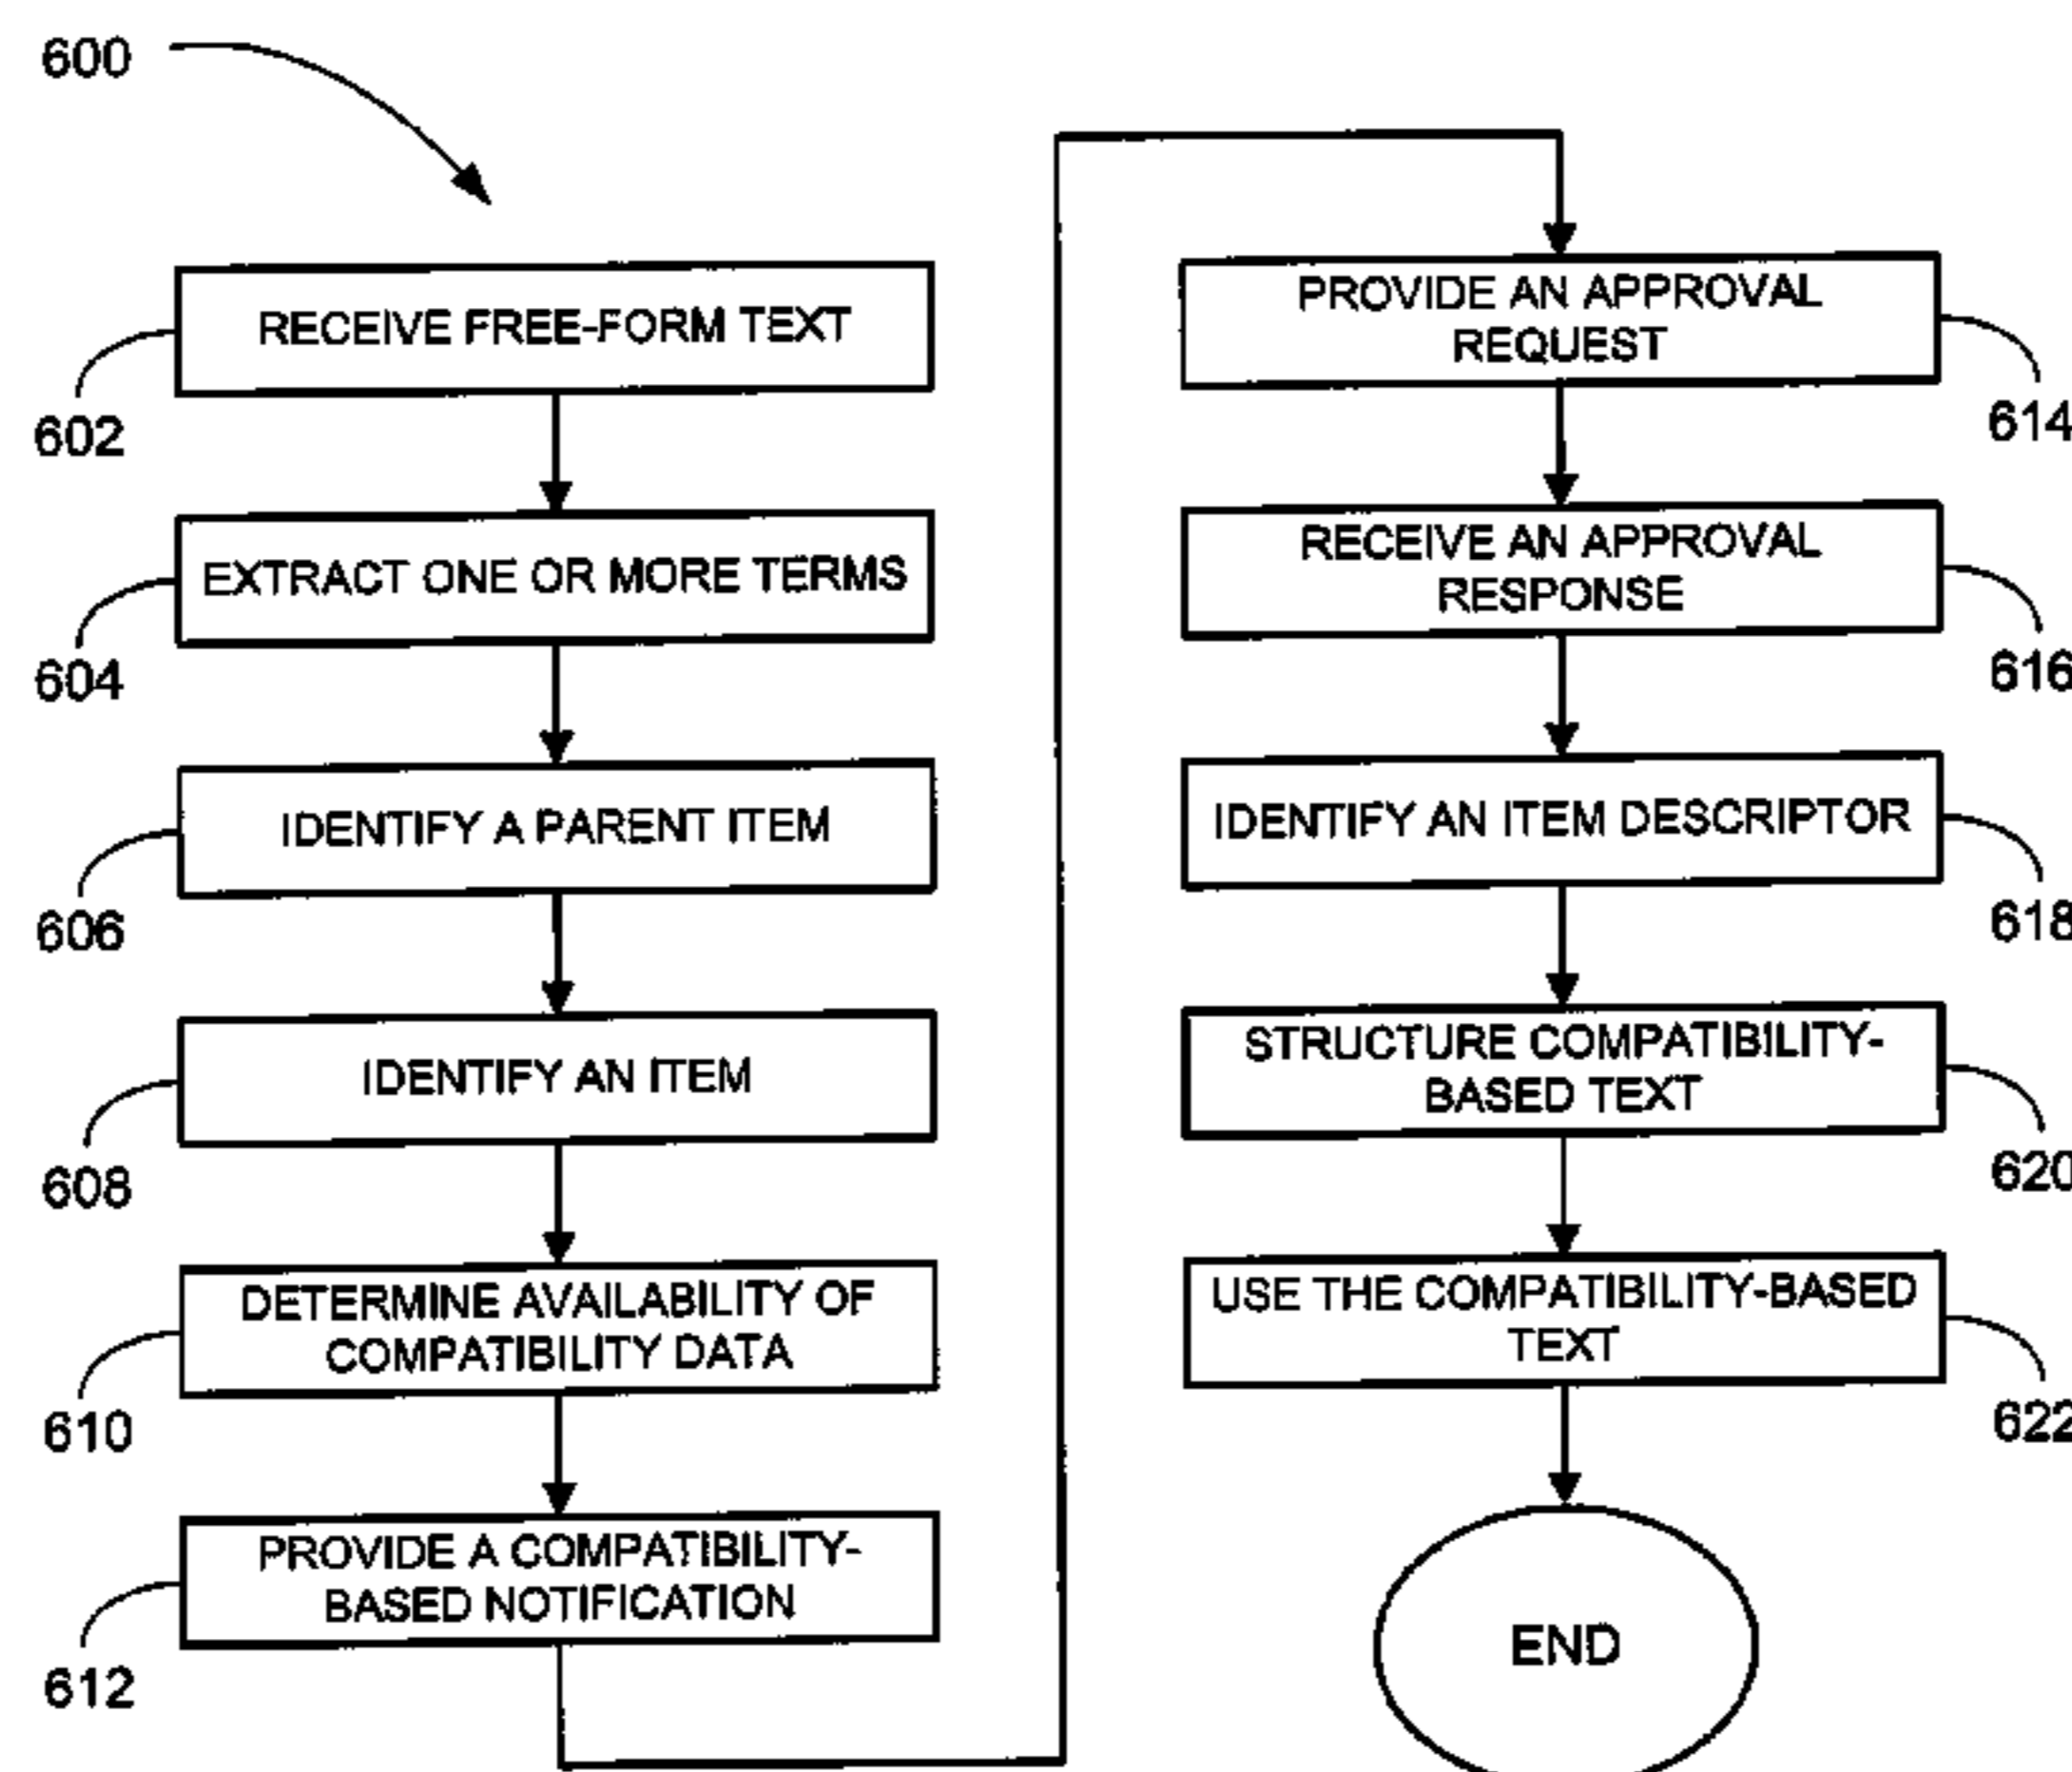 600
RECEIVE FREE-FORM TEXT
602
EXTRACT ONE OR MORE TERMS
604
IDENTIFY A PARENT ITEM
606
IDENTIFY AN ITEM
608
DETERMINE AVAILABILITY OF
COMPATIBILITY DATA
610
PROVIDE A COMPATIBILITY-
BASED NOTIFICATION
612
PROVIDE AN APPROVAL
REQUEST
614
RECEIVE AN APPROVAL
RESPONSE
616
IDENTIFY AN ITEM DESCRIPTOR
618
STRUCTURE COMPATIBILITY-
BASED TEXT
620
USE THE COMPATIBILITY-BASED
TEXT
622
END